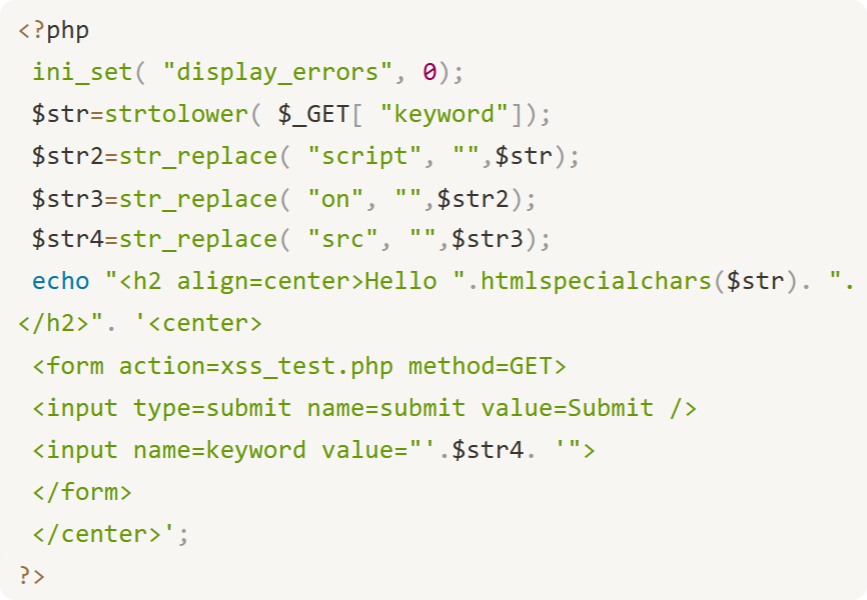 <?php
ini_set( "display_errors", 0);
$str=strtolower( $_GET[ "keyword"]);
$str2=str_replace( "script", "",$str);
$str3=str_replace( "on", "",$str2);
$str4=str_replace( "src", "",$str3);
echo "<h2 align=center>Hello ".htmlspecialchars($str). ".
</h2>". '<center>
<form action=xss_test.php method=GET>
<input type=submit name=submit value=Submit />
<input name=keyword value="'.$str4. '">
</form>
</center>';
?>